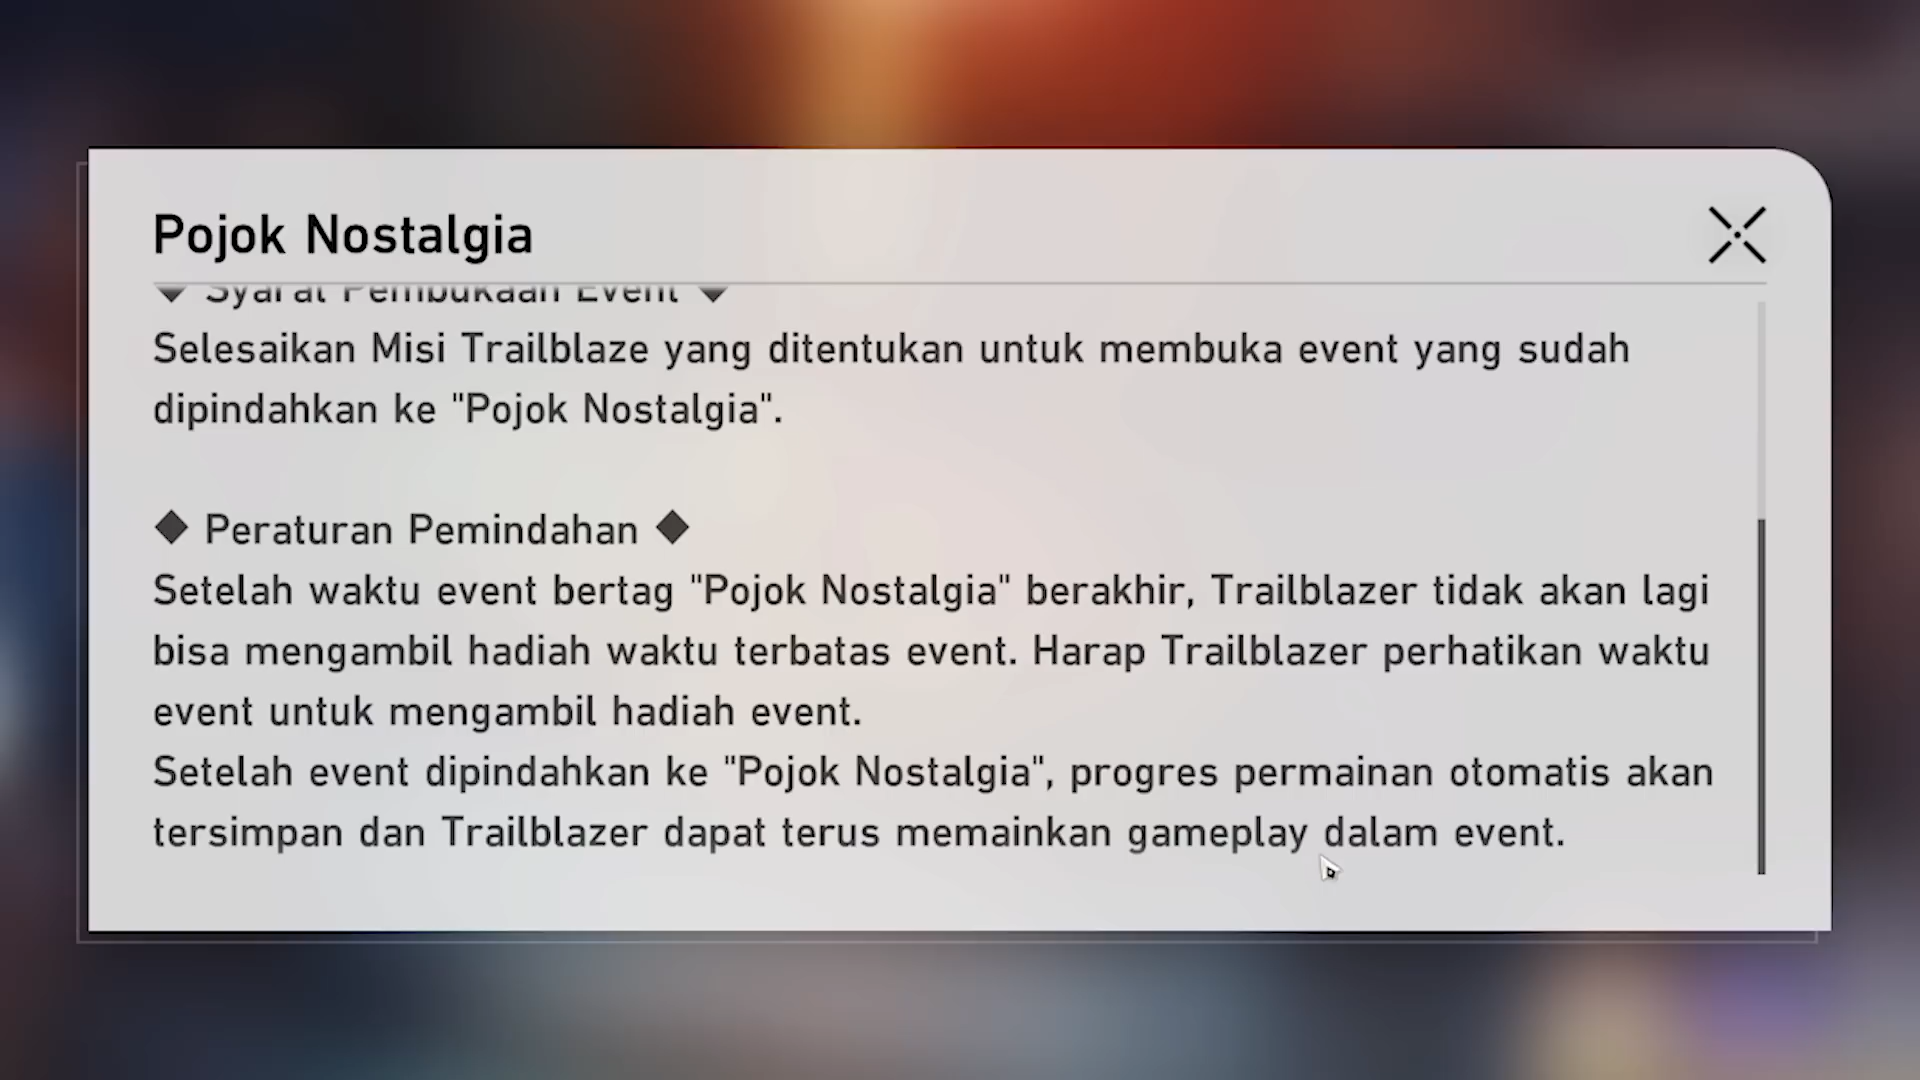 Pojok Nostalgia
◆ Syarat Pembukaan Event ◆
Selesaikan Misi Trailblaze yang ditentukan untuk membuka event yang sudah
dipindahkan ke "Pojok Nostalgia".
◆ Peraturan Pemindahan ◆
Setelah waktu event bertag "Pojok Nostalgia" berakhir, Trailblazer tidak akan lagi
bisa mengambil hadiah waktu terbatas event. Harap Trailblazer perhatikan waktu
event untuk mengambil hadiah event.
Setelah event dipindahkan ke "Pojok Nostalgia", progres permainan otomatis akan
tersimpan dan Trailblazer dapat terus memainkan gameplay dalam event.